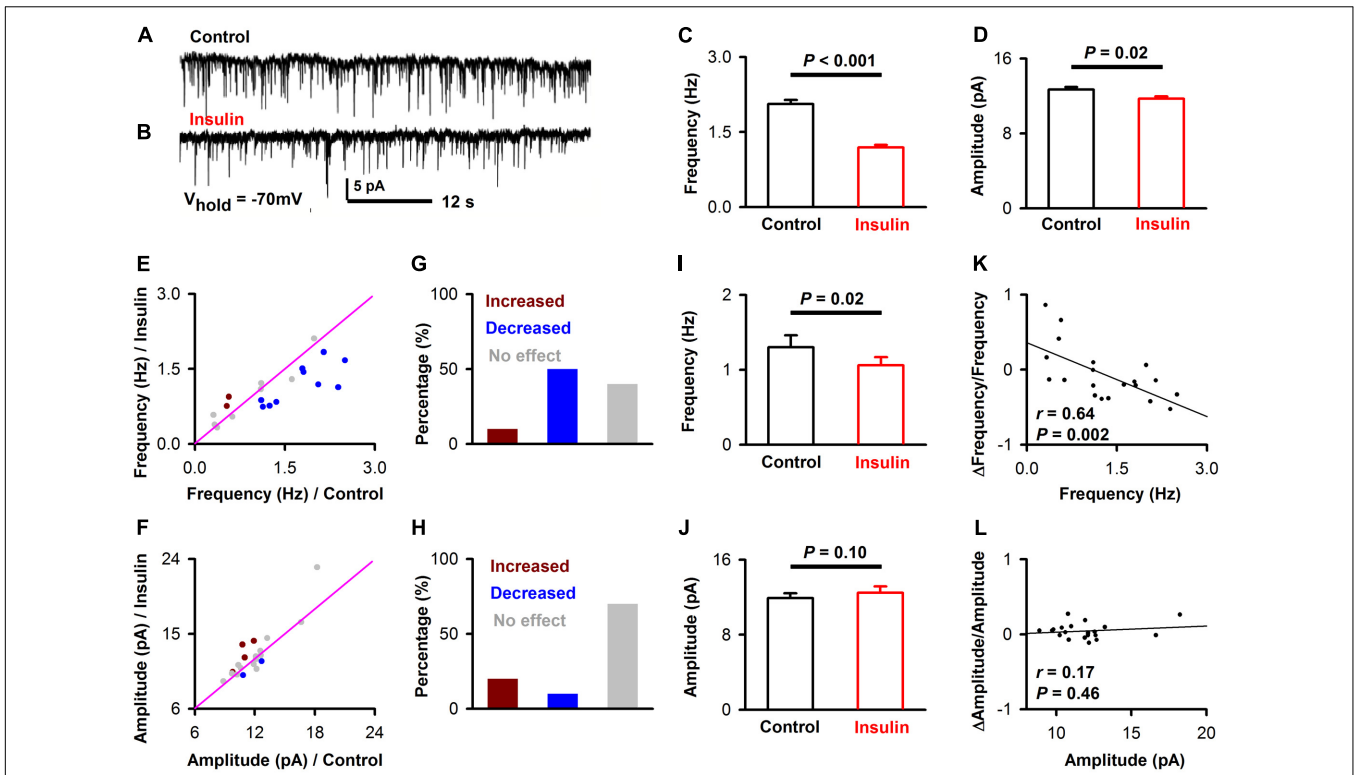 A
Control
B
Insulin
V_hold = -70mV
5 pA
12 s
C
P < 0.001
Frequency (Hz)
3.0
1.5
0.0
Control
Insulin
D
P = 0.02
Amplitude (pA)
16
8
0
Control
Insulin
E
Frequency (Hz) / Insulin
3.0
1.5
0.0
0.0
1.5
3.0
Frequency (Hz) / Control
G
Percentage (%)
100
50
0
Increased
Decreased
No effect
I
P = 0.02
Frequency (Hz)
2
1
0
Control
Insulin
K
ΔFrequency/Frequency
1
0
-1
r = 0.64
P = 0.002
0.0
1.5
3.0
Frequency (Hz)
F
Amplitude (pA) / Insulin
24
15
6
6
12
18
24
Amplitude (pA) / Control
H
Percentage (%)
100
50
0
Increased
Decreased
No effect
J
P = 0.10
Amplitude (pA)
16
8
0
Control
Insulin
L
ΔAmplitude/Amplitude
1
0
-1
r = 0.17
P = 0.46
10
15
20
Amplitude (pA)